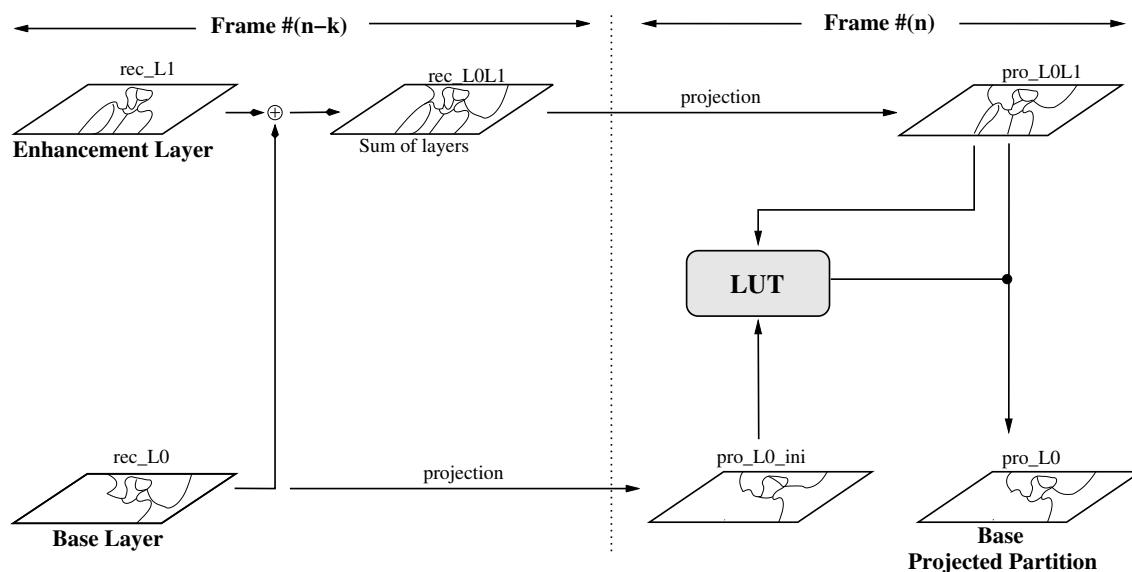 Frame #(n−k)
Frame #(n)
rec_L1
rec_L0L1
pro_L0L1
projection
Enhancement Layer
Sum of layers
LUT
rec_L0
projection
pro_L0_ini
pro_L0
Base Layer
Base
Projected Partition